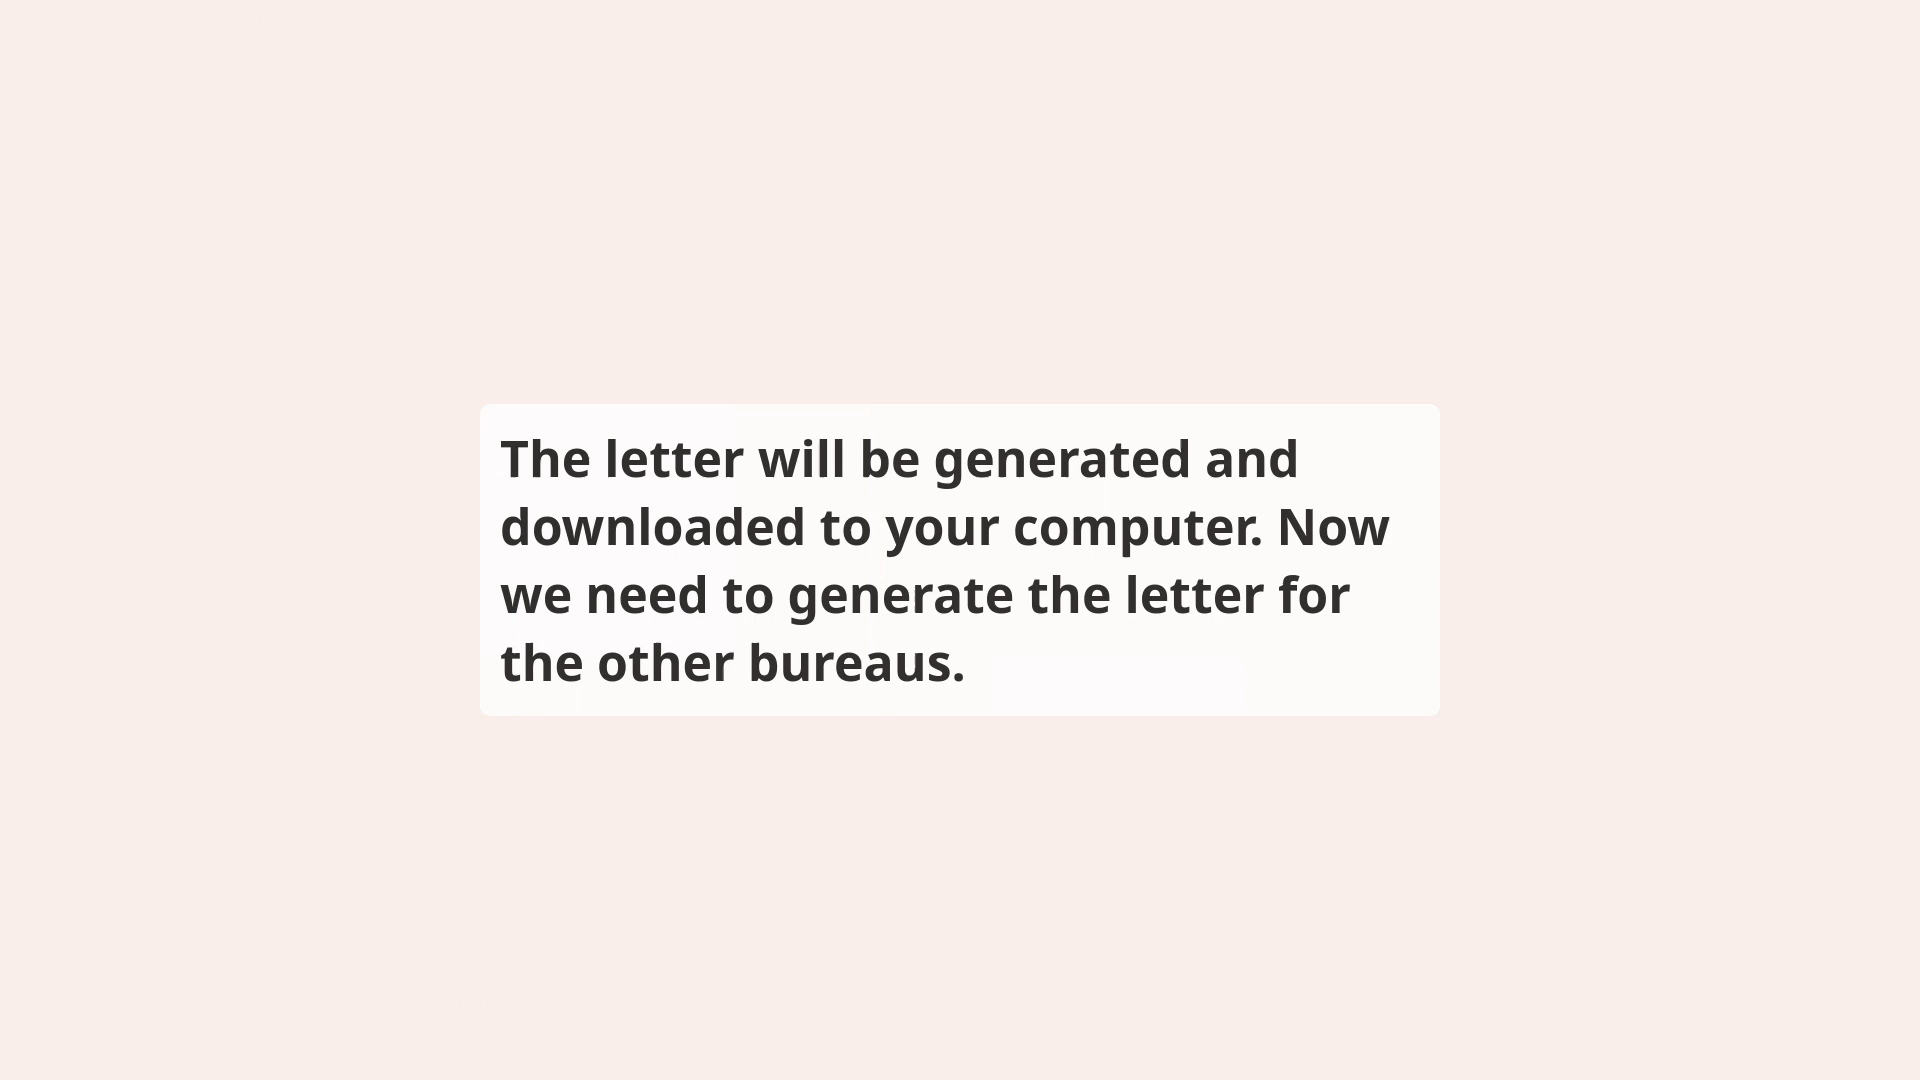 The letter will be generated and
downloaded to your computer. Now
we need to generate the letter for
the other bureaus.